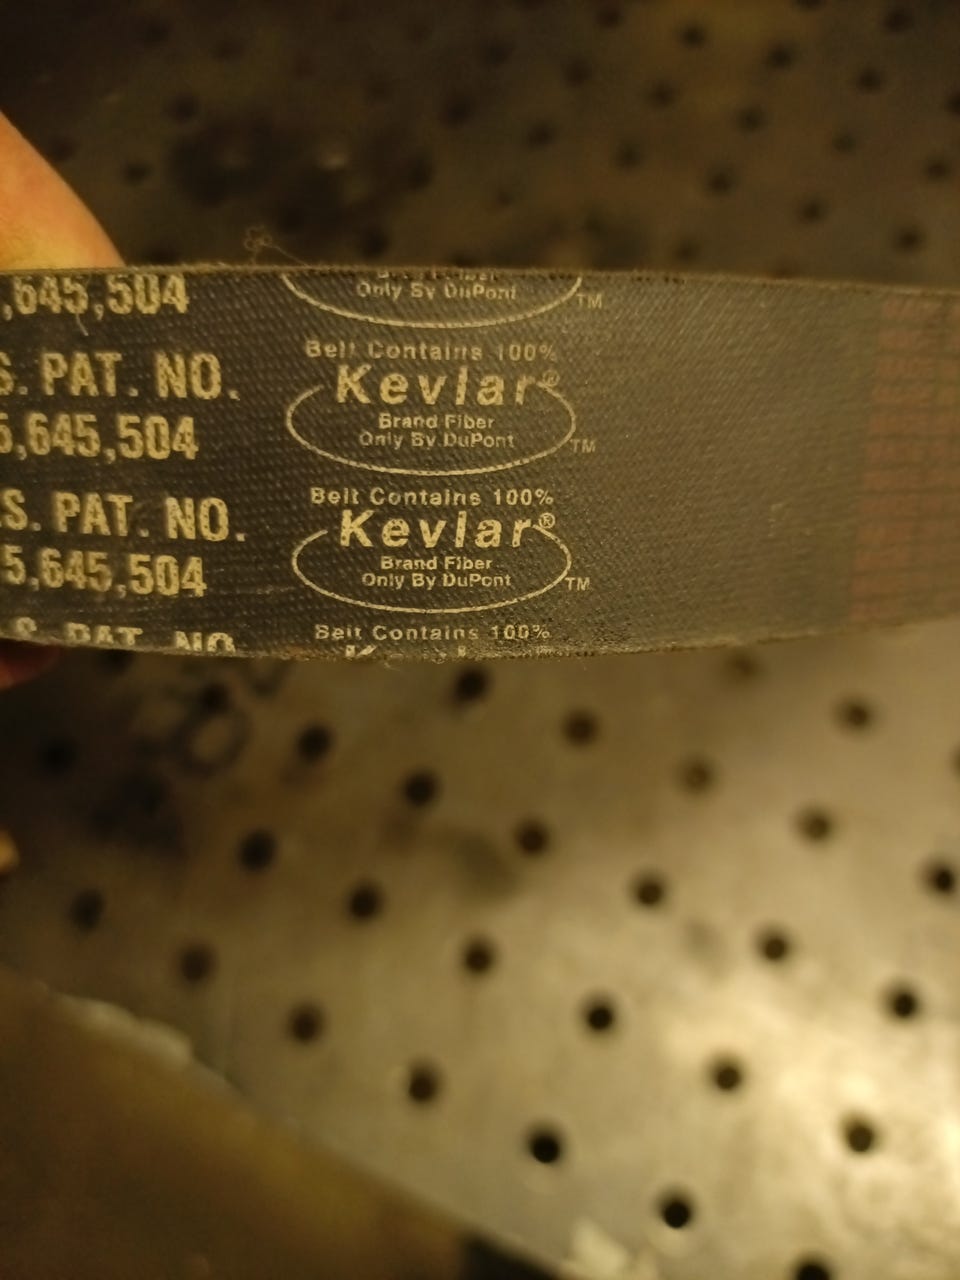 ,645,504
Only By DuPont
TM
S. PAT. NO.
5,645,504
Belt Contains 100%
Kevlar®
Brand Fiber
Only By DuPont
TM
.S. PAT. NO.
5,645,504
Belt Contains 100%
Kevlar®
Brand Fiber
Only By DuPont
TM
S. PAT. NO.
Belt Contains 100%